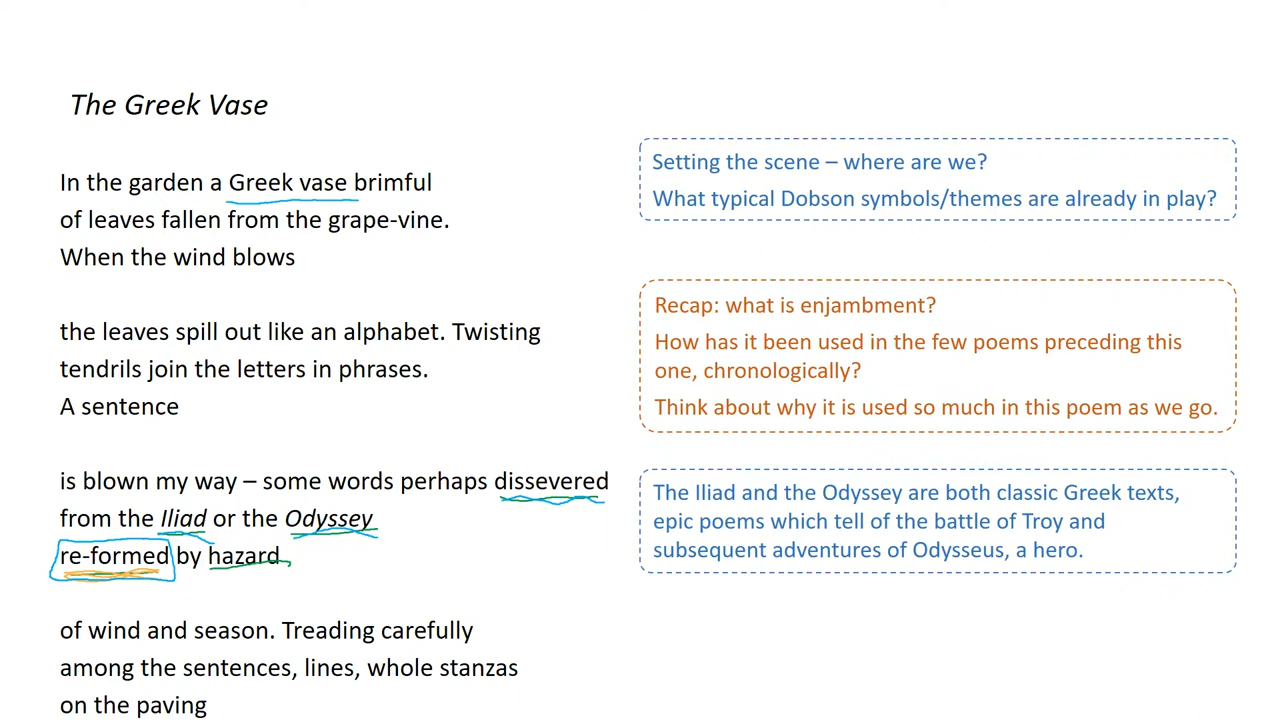 The Greek Vase
In the garden a Greek vase brimful
of leaves fallen from the grape-vine.
When the wind blows
the leaves spill out like an alphabet. Twisting
tendrils join the letters in phrases.
A sentence
is blown my way – some words perhaps dissevered
from the Iliad or the Odyssey
re-formed by hazard
of wind and season. Treading carefully
among the sentences, lines, whole stanzas
on the paving
Setting the scene – where are we?
What typical Dobson symbols/themes are already in play?
Recap: what is enjambment?
How has it been used in the few poems preceding this
one, chronologically?
Think about why it is used so much in this poem as we go.
The Iliad and the Odyssey are both classic Greek texts,
epic poems which tell of the battle of Troy and
subsequent adventures of Odysseus, a hero.